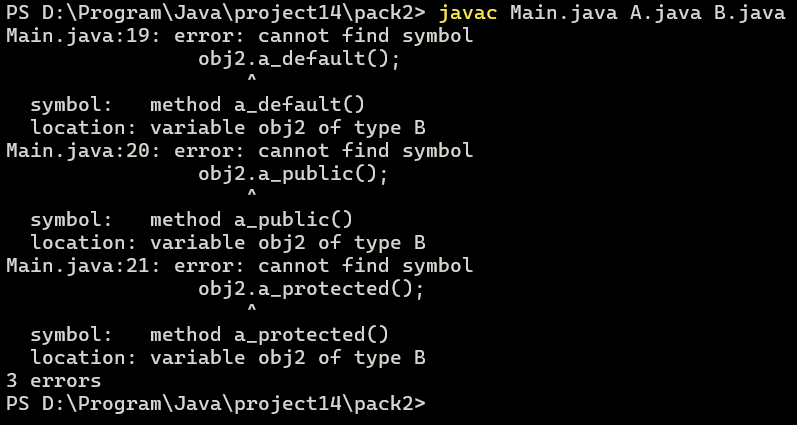 PS D:\Program\Java\project14\pack2> javac Main.java A.java B.java
Main.java:19: error: cannot find symbol
                obj2.a_default();
                    ^
  symbol:   method a_default()
  location: variable obj2 of type B
Main.java:20: error: cannot find symbol
                obj2.a_public();
                    ^
  symbol:   method a_public()
  location: variable obj2 of type B
Main.java:21: error: cannot find symbol
                obj2.a_protected();
                    ^
  symbol:   method a_protected()
  location: variable obj2 of type B
3 errors
PS D:\Program\Java\project14\pack2>